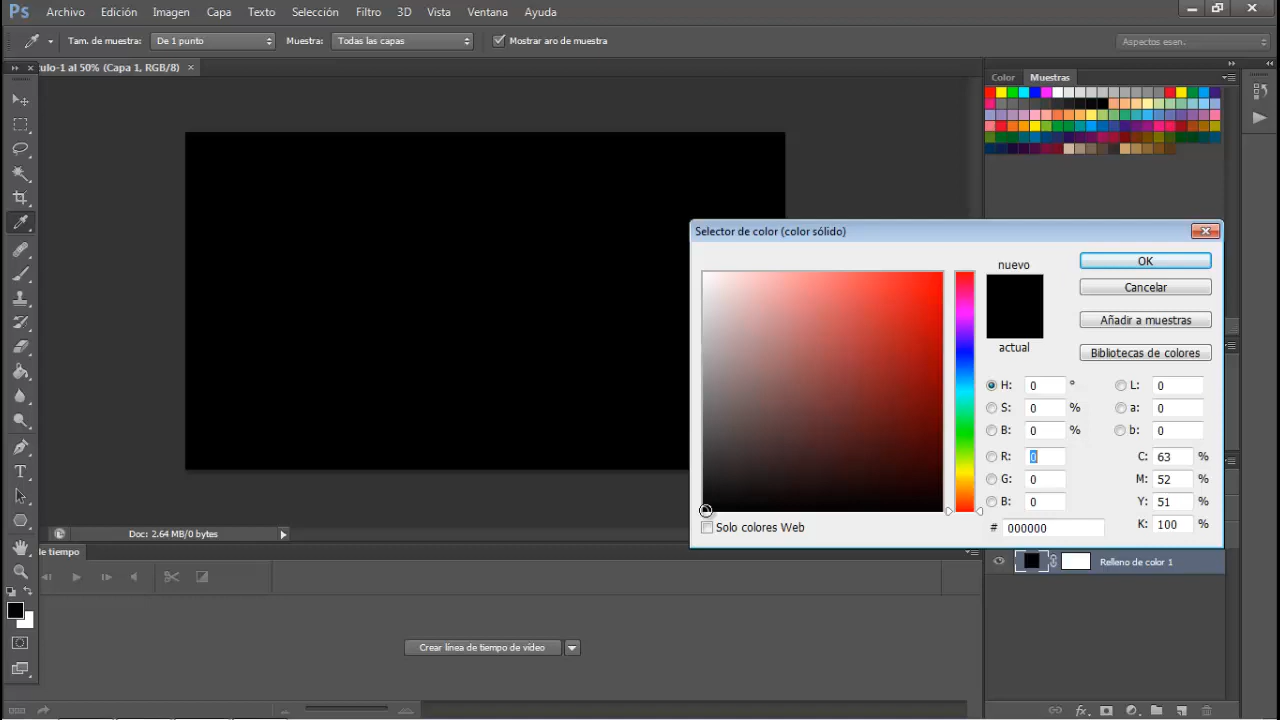 Ps Archivo Edición Imagen Capa Texto Selección Filtro 3D Vista Ventana Ayuda
Tam. de muestra: De 1 punto Muestra: Todas las capas Mostrar aro de muestra Aspectos esen.
ulo-1 al 50% (Capa 1, RGB/8) ×
Color Muestras
Selector de color (color sólido)
nuevo
actual
OK
Cancelar
Añadir a muestras
Bibliotecas de colores
H: 0 °
S: 0 %
B: 0 %
R: 0
G: 0
B: 0
L: 0
a: 0
b: 0
C: 63 %
M: 52 %
Y: 51 %
K: 100 %
# 000000
Solo colores Web
Doc: 2.64 MB/0 bytes
de tiempo
Relleno de color 1
Crear línea de tiempo de vídeo
fx